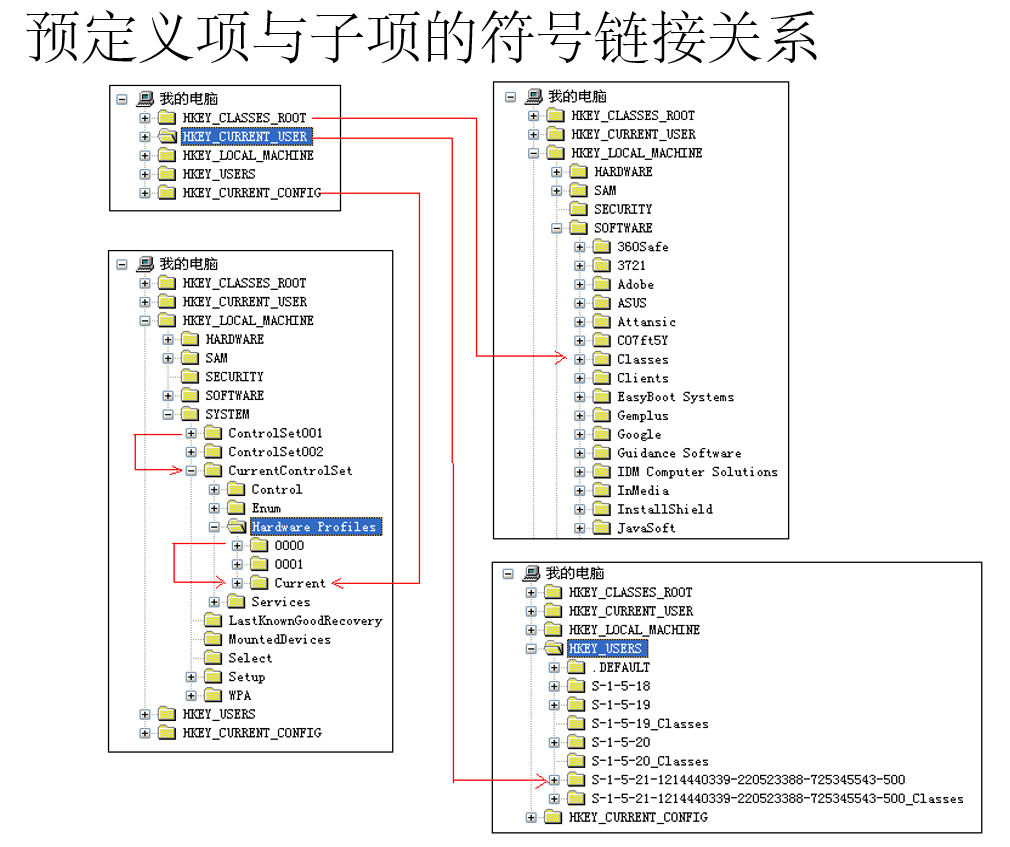 预定义项与子项的符号链接关系
我的电脑
HKEY_CLASSES_ROOT
HKEY_CURRENT_USER
HKEY_LOCAL_MACHINE
HKEY_USERS
HKEY_CURRENT_CONFIG
我的电脑
HKEY_CLASSES_ROOT
HKEY_CURRENT_USER
HKEY_LOCAL_MACHINE
HARDWARE
SAM
SECURITY
SOFTWARE
SYSTEM
ControlSet001
ControlSet002
CurrentControlSet
Control
Enum
Hardware Profiles
0000
0001
Current
Services
LastKnownGoodRecovery
MountedDevices
Select
Setup
WPA
HKEY_USERS
HKEY_CURRENT_CONFIG
我的电脑
HKEY_CLASSES_ROOT
HKEY_CURRENT_USER
HKEY_LOCAL_MACHINE
HARDWARE
SAM
SECURITY
SOFTWARE
360Safe
3721
Adobe
ASUS
Attansic
C07ft5Y
Classes
Clients
EasyBoot Systems
Gemplus
Google
Guidance Software
IDM Computer Solutions
InMedia
InstallShield
JavaSoft
我的电脑
HKEY_CLASSES_ROOT
HKEY_CURRENT_USER
HKEY_LOCAL_MACHINE
HKEY_USERS
.DEFAULT
S-1-5-18
S-1-5-19
S-1-5-19_Classes
S-1-5-20
S-1-5-20_Classes
S-1-5-21-1214440339-220523388-725345543-500
S-1-5-21-1214440339-220523388-725345543-500_Classes
HKEY_CURRENT_CONFIG